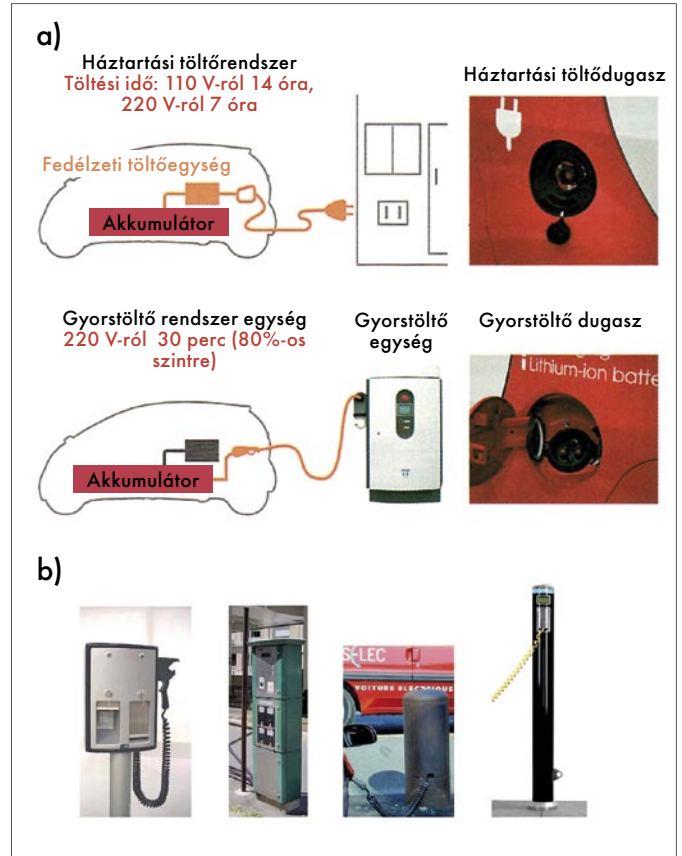 a)
Háztartási töltőrendszer
Töltési idő: 110 V-ról 14 óra,
220 V-ról 7 óra
Háztartási töltődugasz
Fedélzeti töltőegység
Akkumulátor
Gyorstöltő rendszer egység
220 V-ról 30 perc (80%-os
szintre)
Gyorstöltő
egység
Gyorstöltő dugasz
Lithium-ion batte
Akkumulátor
b)
LEC
VOITURE ELECTRIQUE